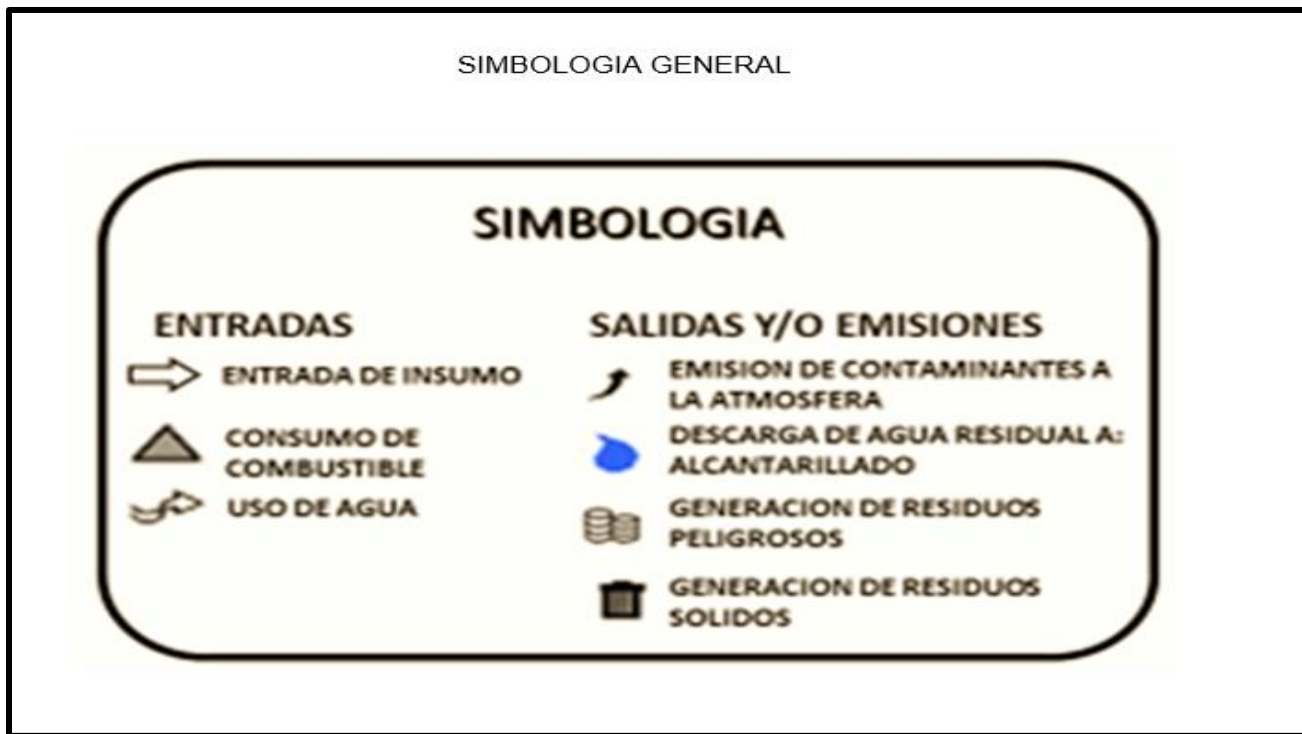 SIMBOLOGIA GENERAL
SIMBOLOGIA
ENTRADAS
ENTRADA DE INSUMO
CONSUMO DE
COMBUSTIBLE
USO DE AGUA
SALIDAS Y/O EMISIONES
EMISION DE CONTAMINANTES A
LA ATMOSFERA
DESCARGA DE AGUA RESIDUAL A:
ALCANTARILLADO
GENERACION DE RESIDUOS
PELIGROSOS
GENERACION DE RESIDUOS
SOLIDOS